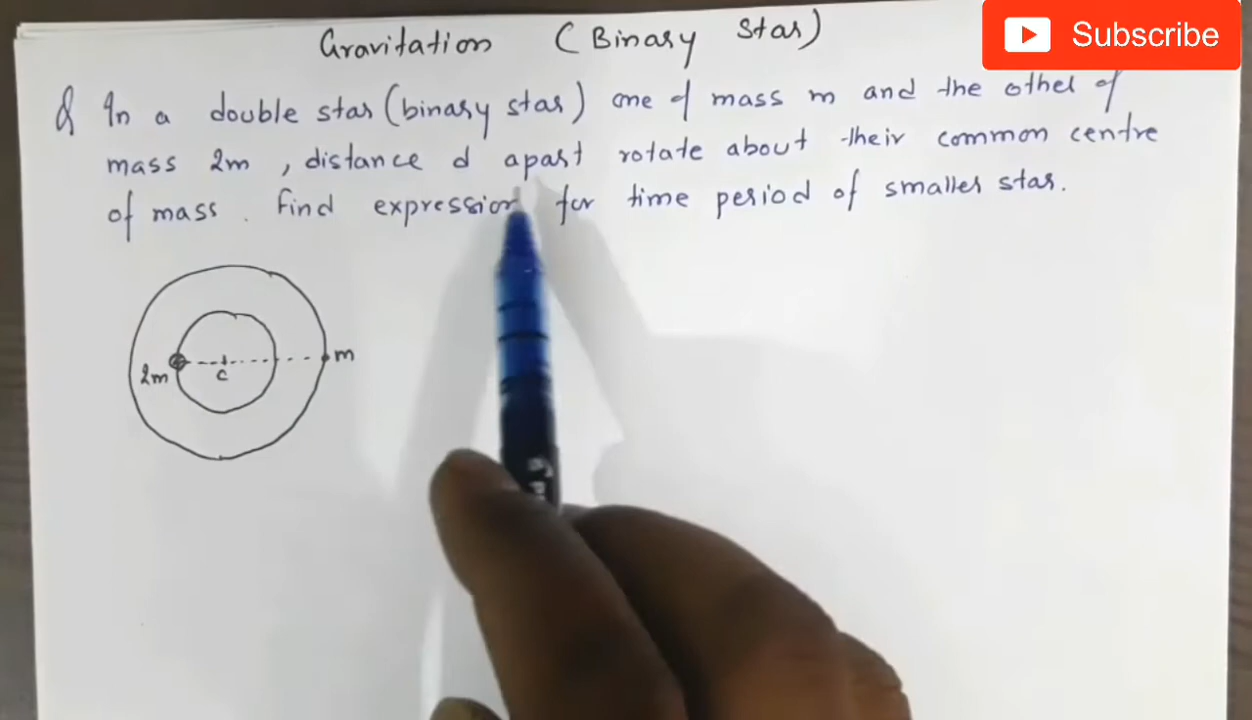 Gravitation (Binary Star)
Subscribe
Q In a double star (binary star) one of mass m and the other of
mass 2m, distance d apart rotate about their common centre
of mass. Find expression for time period of smaller star.
2m
c
m